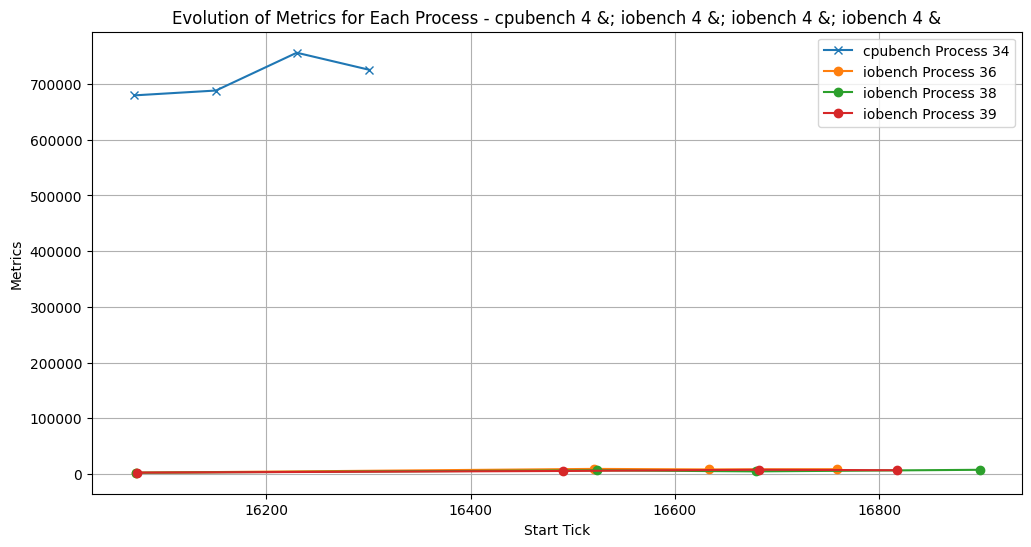 Evolution of Metrics for Each Process - cpubench 4 &; iobench 4 &; iobench 4 &; iobench 4 &
cpubench Process 34
iobench Process 36
iobench Process 38
iobench Process 39
Metrics
700000
600000
500000
400000
300000
200000
100000
0
16200
16400
16600
16800
Start Tick